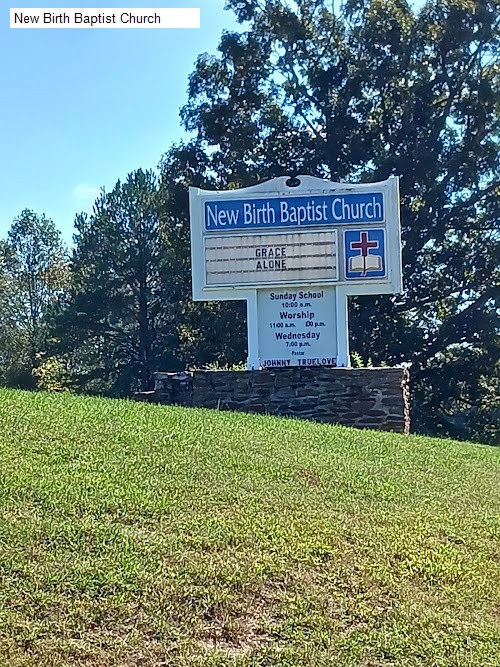 New Birth Baptist Church
New Birth Baptist Church
GRACE
ALONE
Sunday School
10:00 a.m.
Worship
11:00 a.m. 00 p.m.
Wednesday
7:00 p.m.
Pastor
JOHNNY TRUELOVE